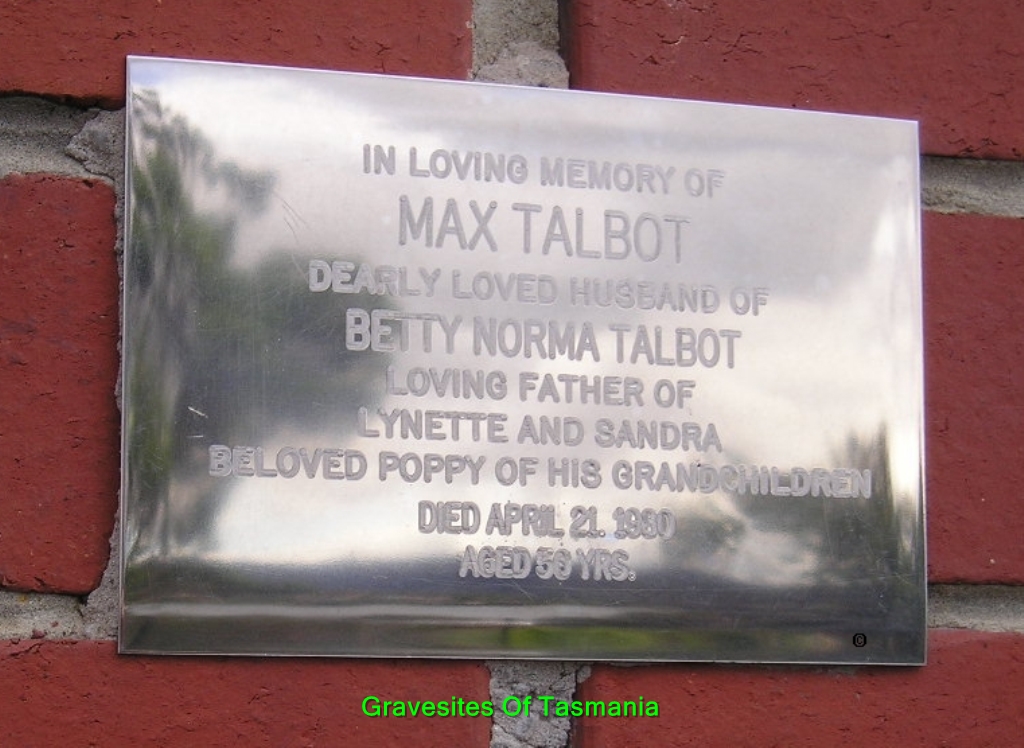 IN LOVING MEMORY OF
MAX TALBOT
DEARLY LOVED HUSBAND OF
BETTY NORMA TALBOT
LOVING FATHER OF
LYNETTE AND SANDRA
BELOVED POPPY OF HIS GRANDCHILDREN
DIED APRIL 21. 1980
AGED YRS.
©
Gravesites Of Tasmania